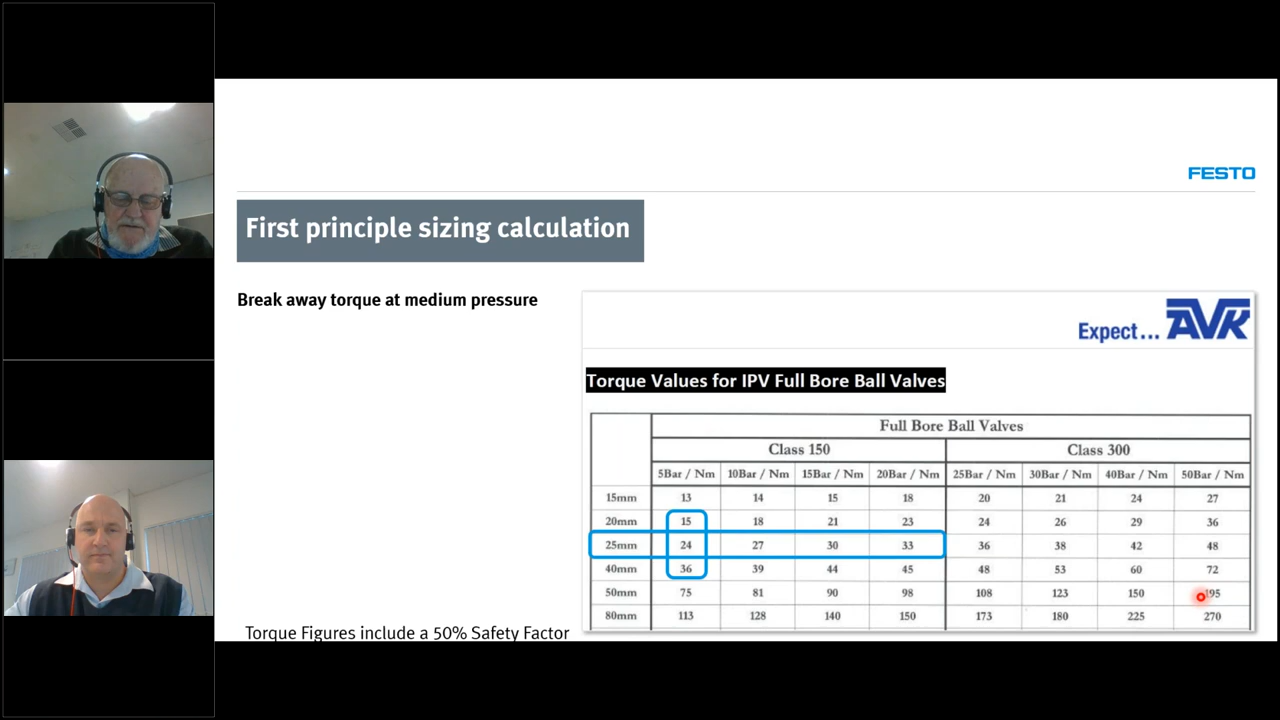 FESTO
First principle sizing calculation
Break away torque at medium pressure
Expect... AVK
Torque Values for IPV Full Bore Ball Valves
Full Bore Ball Valves
Class 150 Class 300
5Bar / Nm 10Bar / Nm 15Bar / Nm 20Bar / Nm 25Bar / Nm 30Bar / Nm 40Bar / Nm 50Bar / Nm
15mm 13 14 15 18 20 21 24 27
20mm 15 18 21 23 24 26 29 36
25mm 24 27 30 33 36 38 42 48
40mm 36 39 44 45 48 53 60 72
50mm 75 81 90 98 108 123 150 195
80mm 113 128 140 150 173 180 225 270
Torque Figures include a 50% Safety Factor